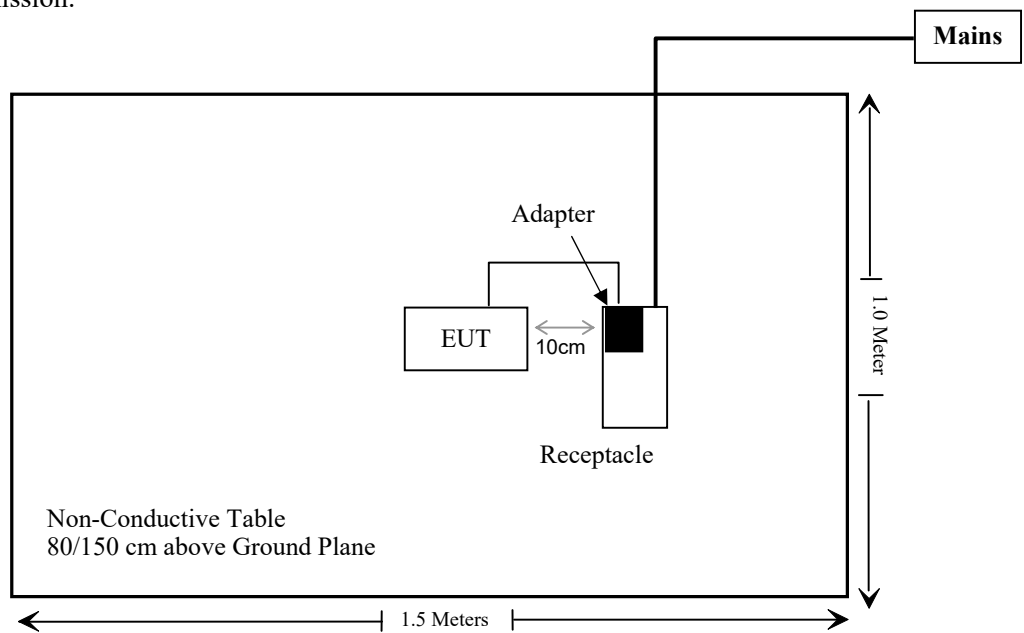 Mains
Adapter
EUT
10cm
1.0 Meter
Receptacle
Non-Conductive Table
80/150 cm above Ground Plane
1.5 Meters